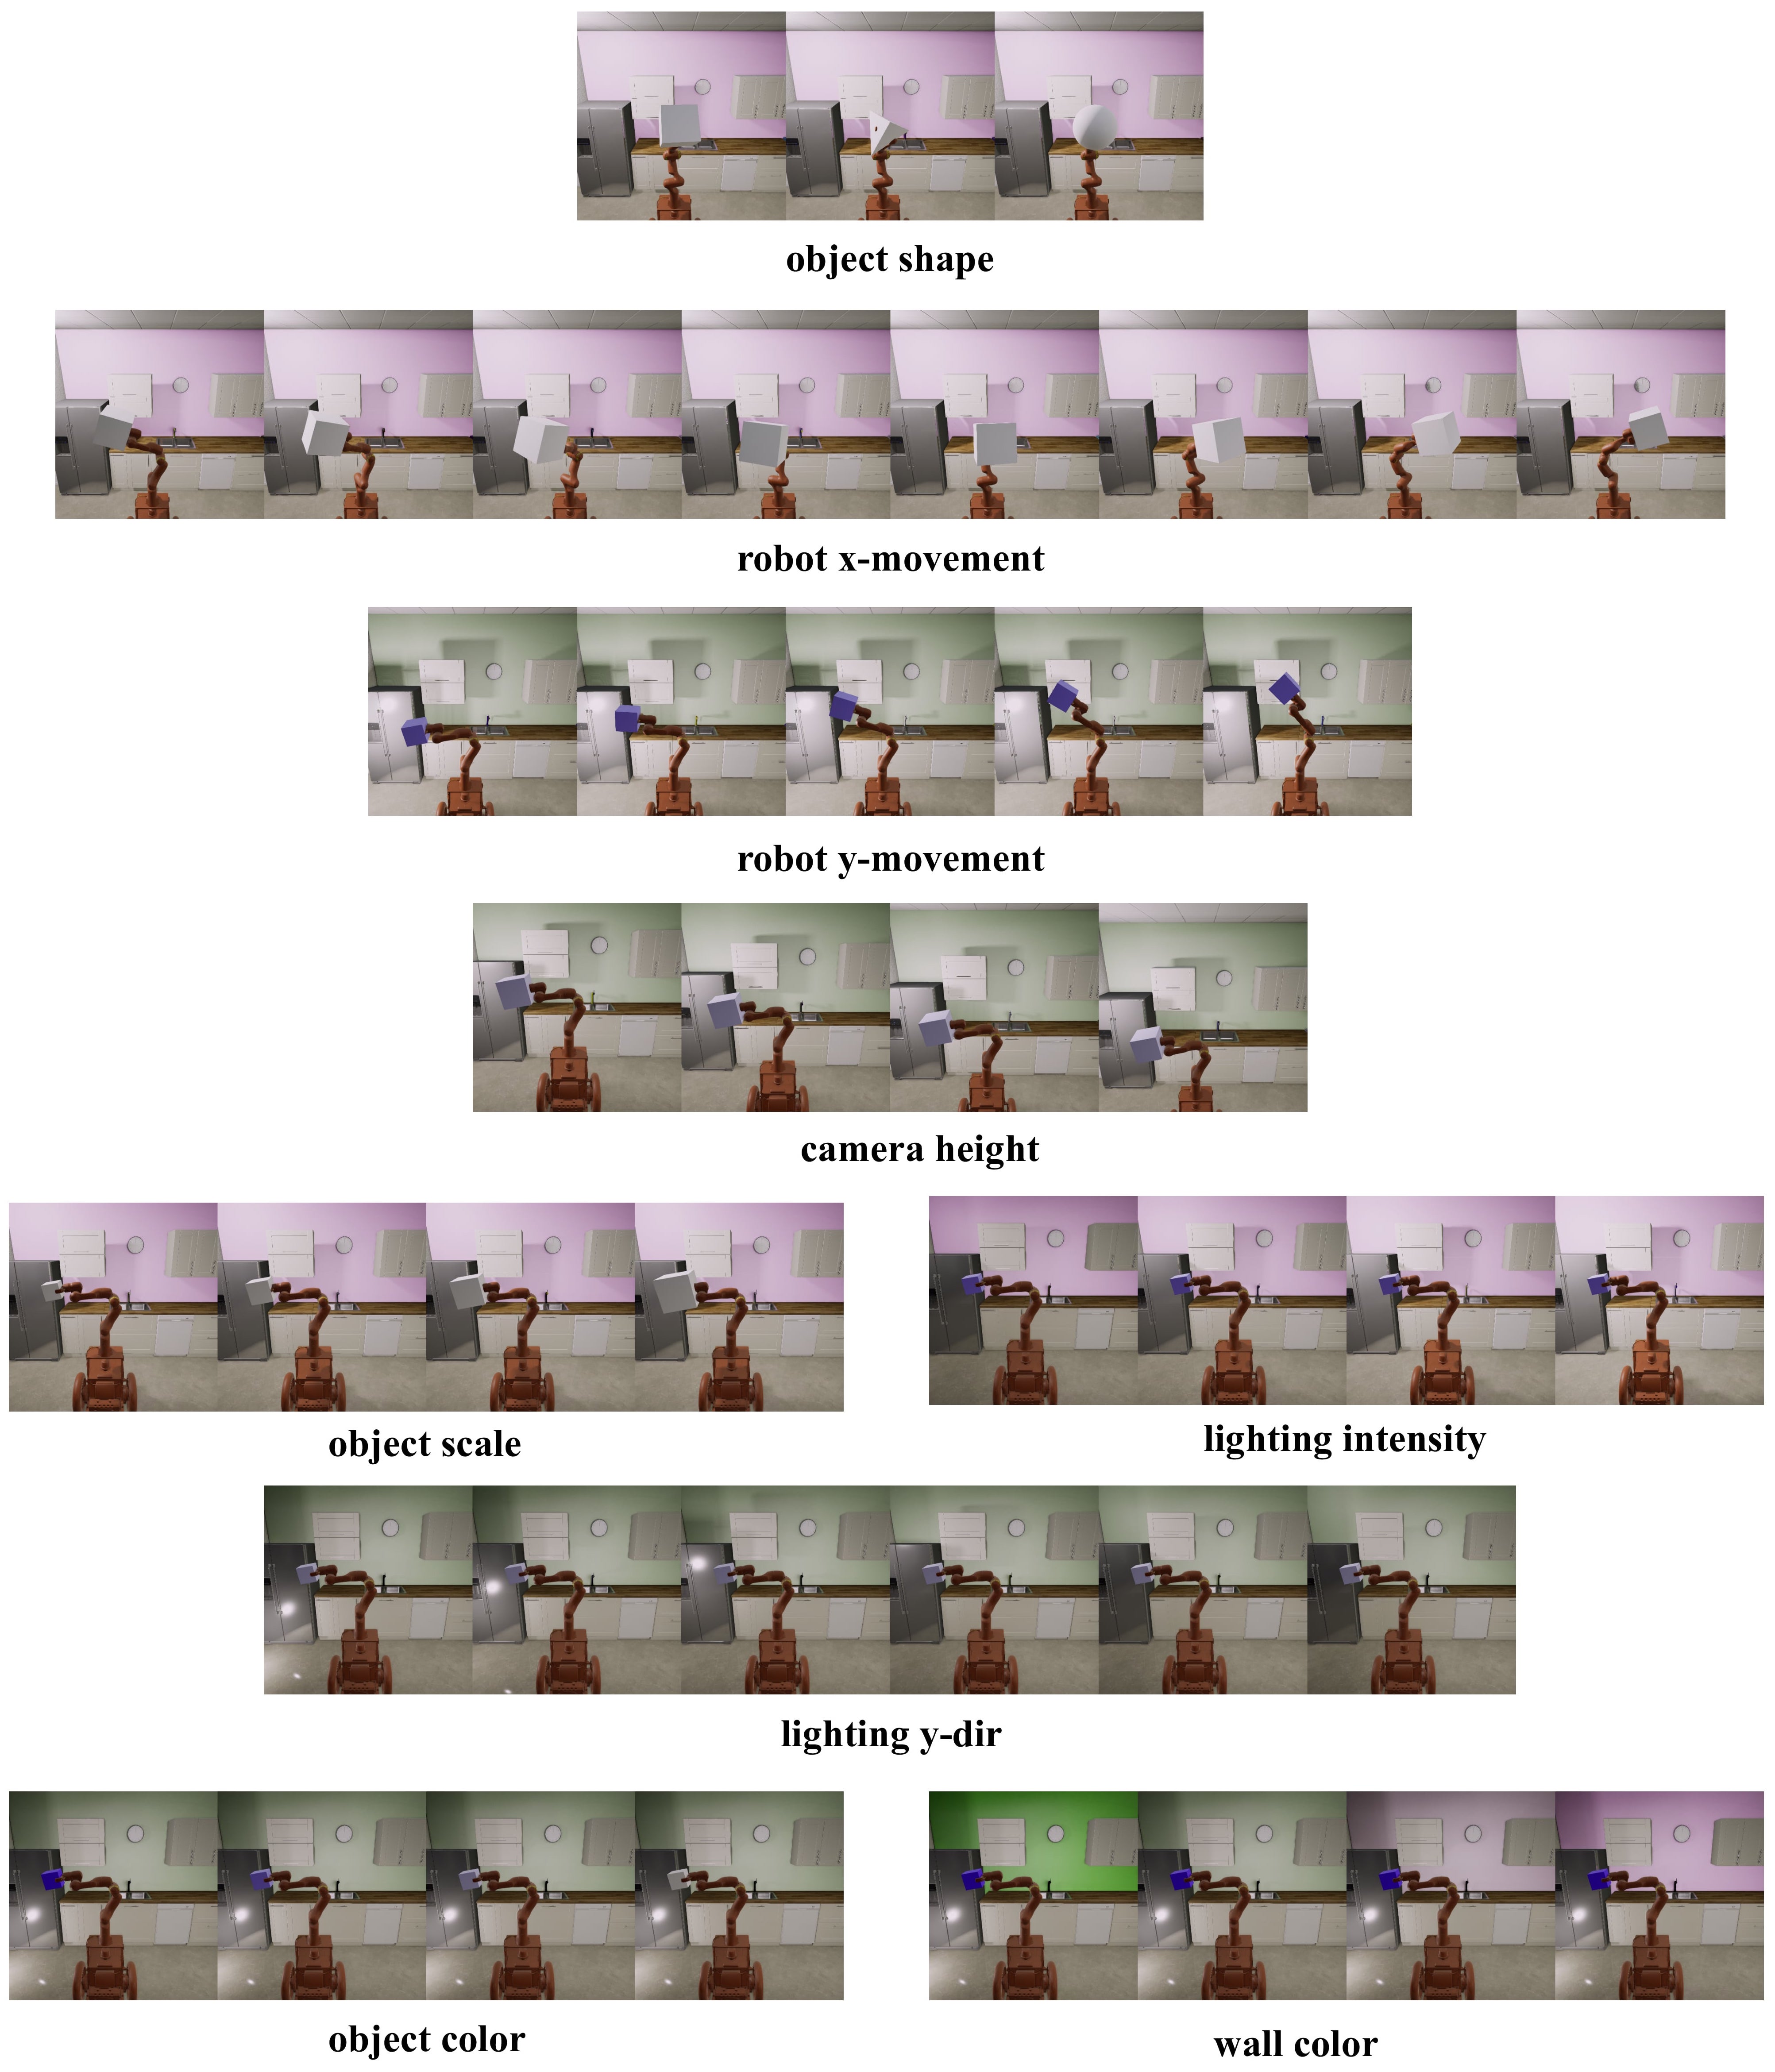 object shape
robot x-movement
robot y-movement
camera height
object scale
lighting intensity
lighting y-dir
object color
wall color